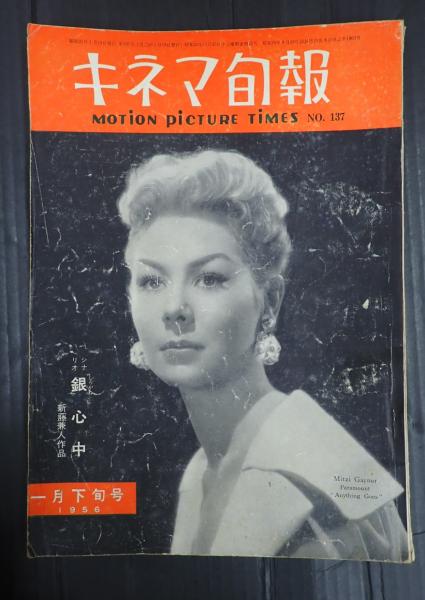 キネマ旬報
MOTION PICTURE TIMES NO. 137
シナリオ
銀心中
新藤兼人作品
Mitzi Gaynor
Paramount
"Anything Goes"
一月下旬号
1956